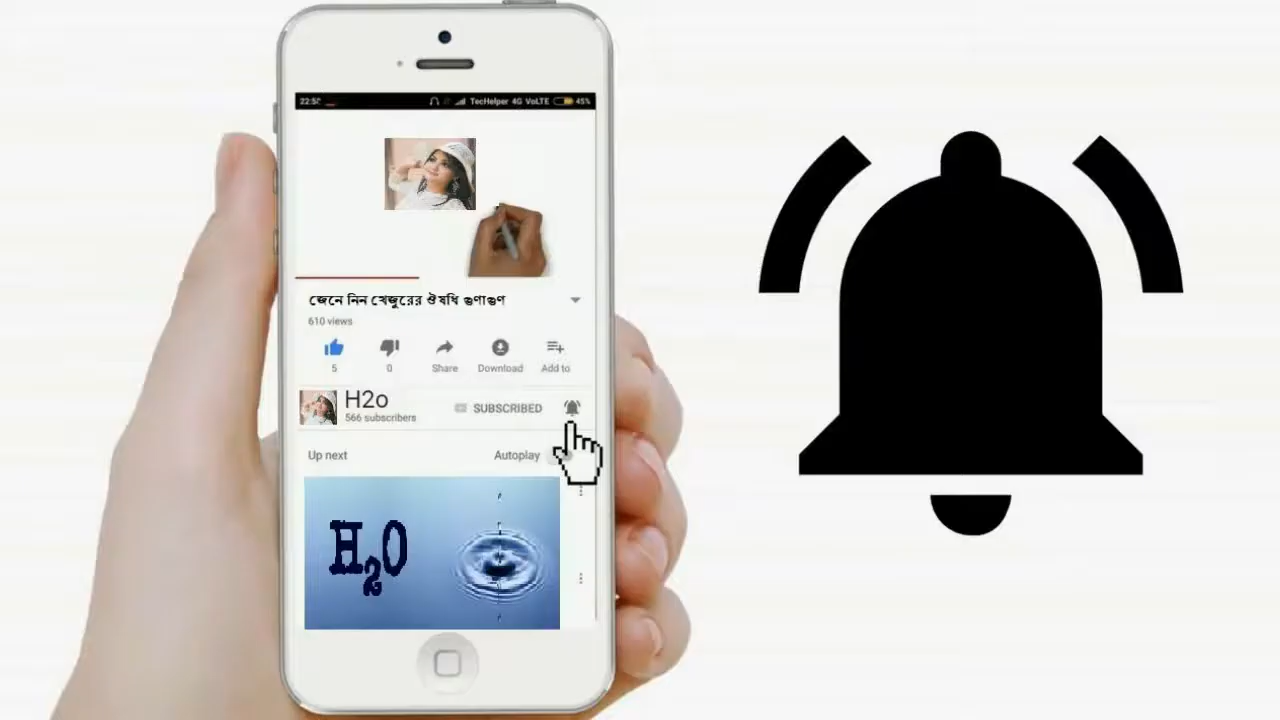 22:5
TecHelper 4G VoLTE 45%
জেনে নিন খেজুরের ঔষধি গুণাগুণ
610 views
5 0 Share Download Add to
H2o
566 subscribers
SUBSCRIBED
Up next Autoplay
H₂O